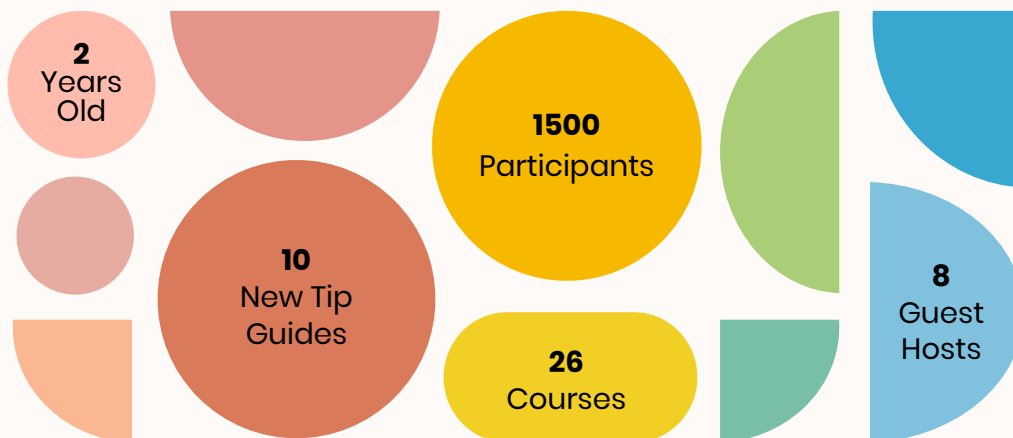 2
Years
Old
1500
Participants
10
New Tip
Guides
26
Courses
8
Guest
Hosts